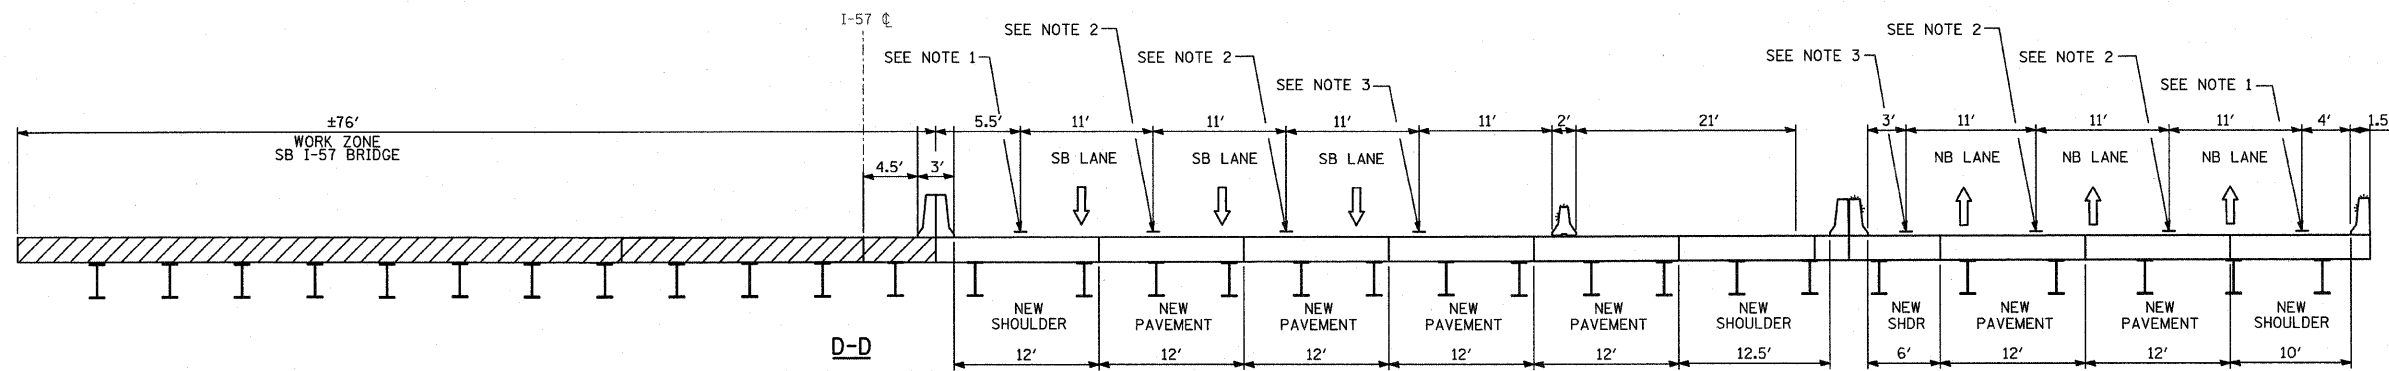 I-57 ℄
SEE NOTE 1
SEE NOTE 2
SEE NOTE 2
SEE NOTE 3
SEE NOTE 3
SEE NOTE 2
SEE NOTE 2
SEE NOTE 1
±76'
5.5'
11'
11'
11'
11'
2'
21'
3'
11'
11'
11'
4'
1.5
WORK ZONE
SB I-57 BRIDGE
4.5'
3'
SB LANE
SB LANE
SB LANE
NB LANE
NB LANE
NB LANE
NEW
SHOULDER
NEW
PAVEMENT
NEW
PAVEMENT
NEW
PAVEMENT
NEW
PAVEMENT
NEW
SHOULDER
NEW
SHDR
NEW
PAVEMENT
NEW
PAVEMENT
NEW
SHOULDER
D-D
12'
12'
12'
12'
12'
12.5'
6'
12'
12'
10'